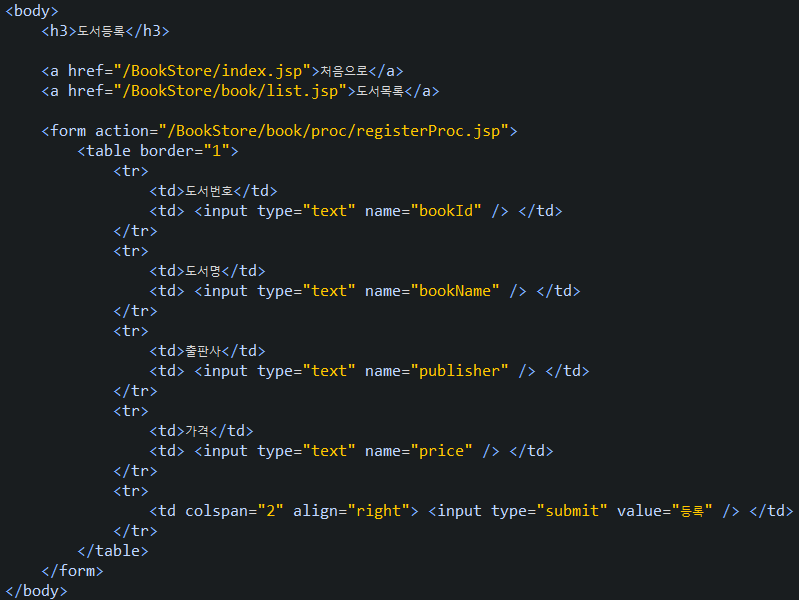 <body>
<h3>도서등록</h3>
<a href="/BookStore/index.jsp">처음으로</a>
<a href="/BookStore/book/list.jsp">도서목록</a>
<form action="/BookStore/book/proc/registerProc.jsp">
<table border="1">
<tr>
<td>도서번호</td>
<td> <input type="text" name="bookId" /> </td>
</tr>
<tr>
<td>도서명</td>
<td> <input type="text" name="bookName" /> </td>
</tr>
<tr>
<td>출판사</td>
<td> <input type="text" name="publisher" /> </td>
</tr>
<tr>
<td>가격</td>
<td> <input type="text" name="price" /> </td>
</tr>
<tr>
<td colspan="2" align="right"> <input type="submit" value="등록" /> </td>
</tr>
</table>
</form>
</body>